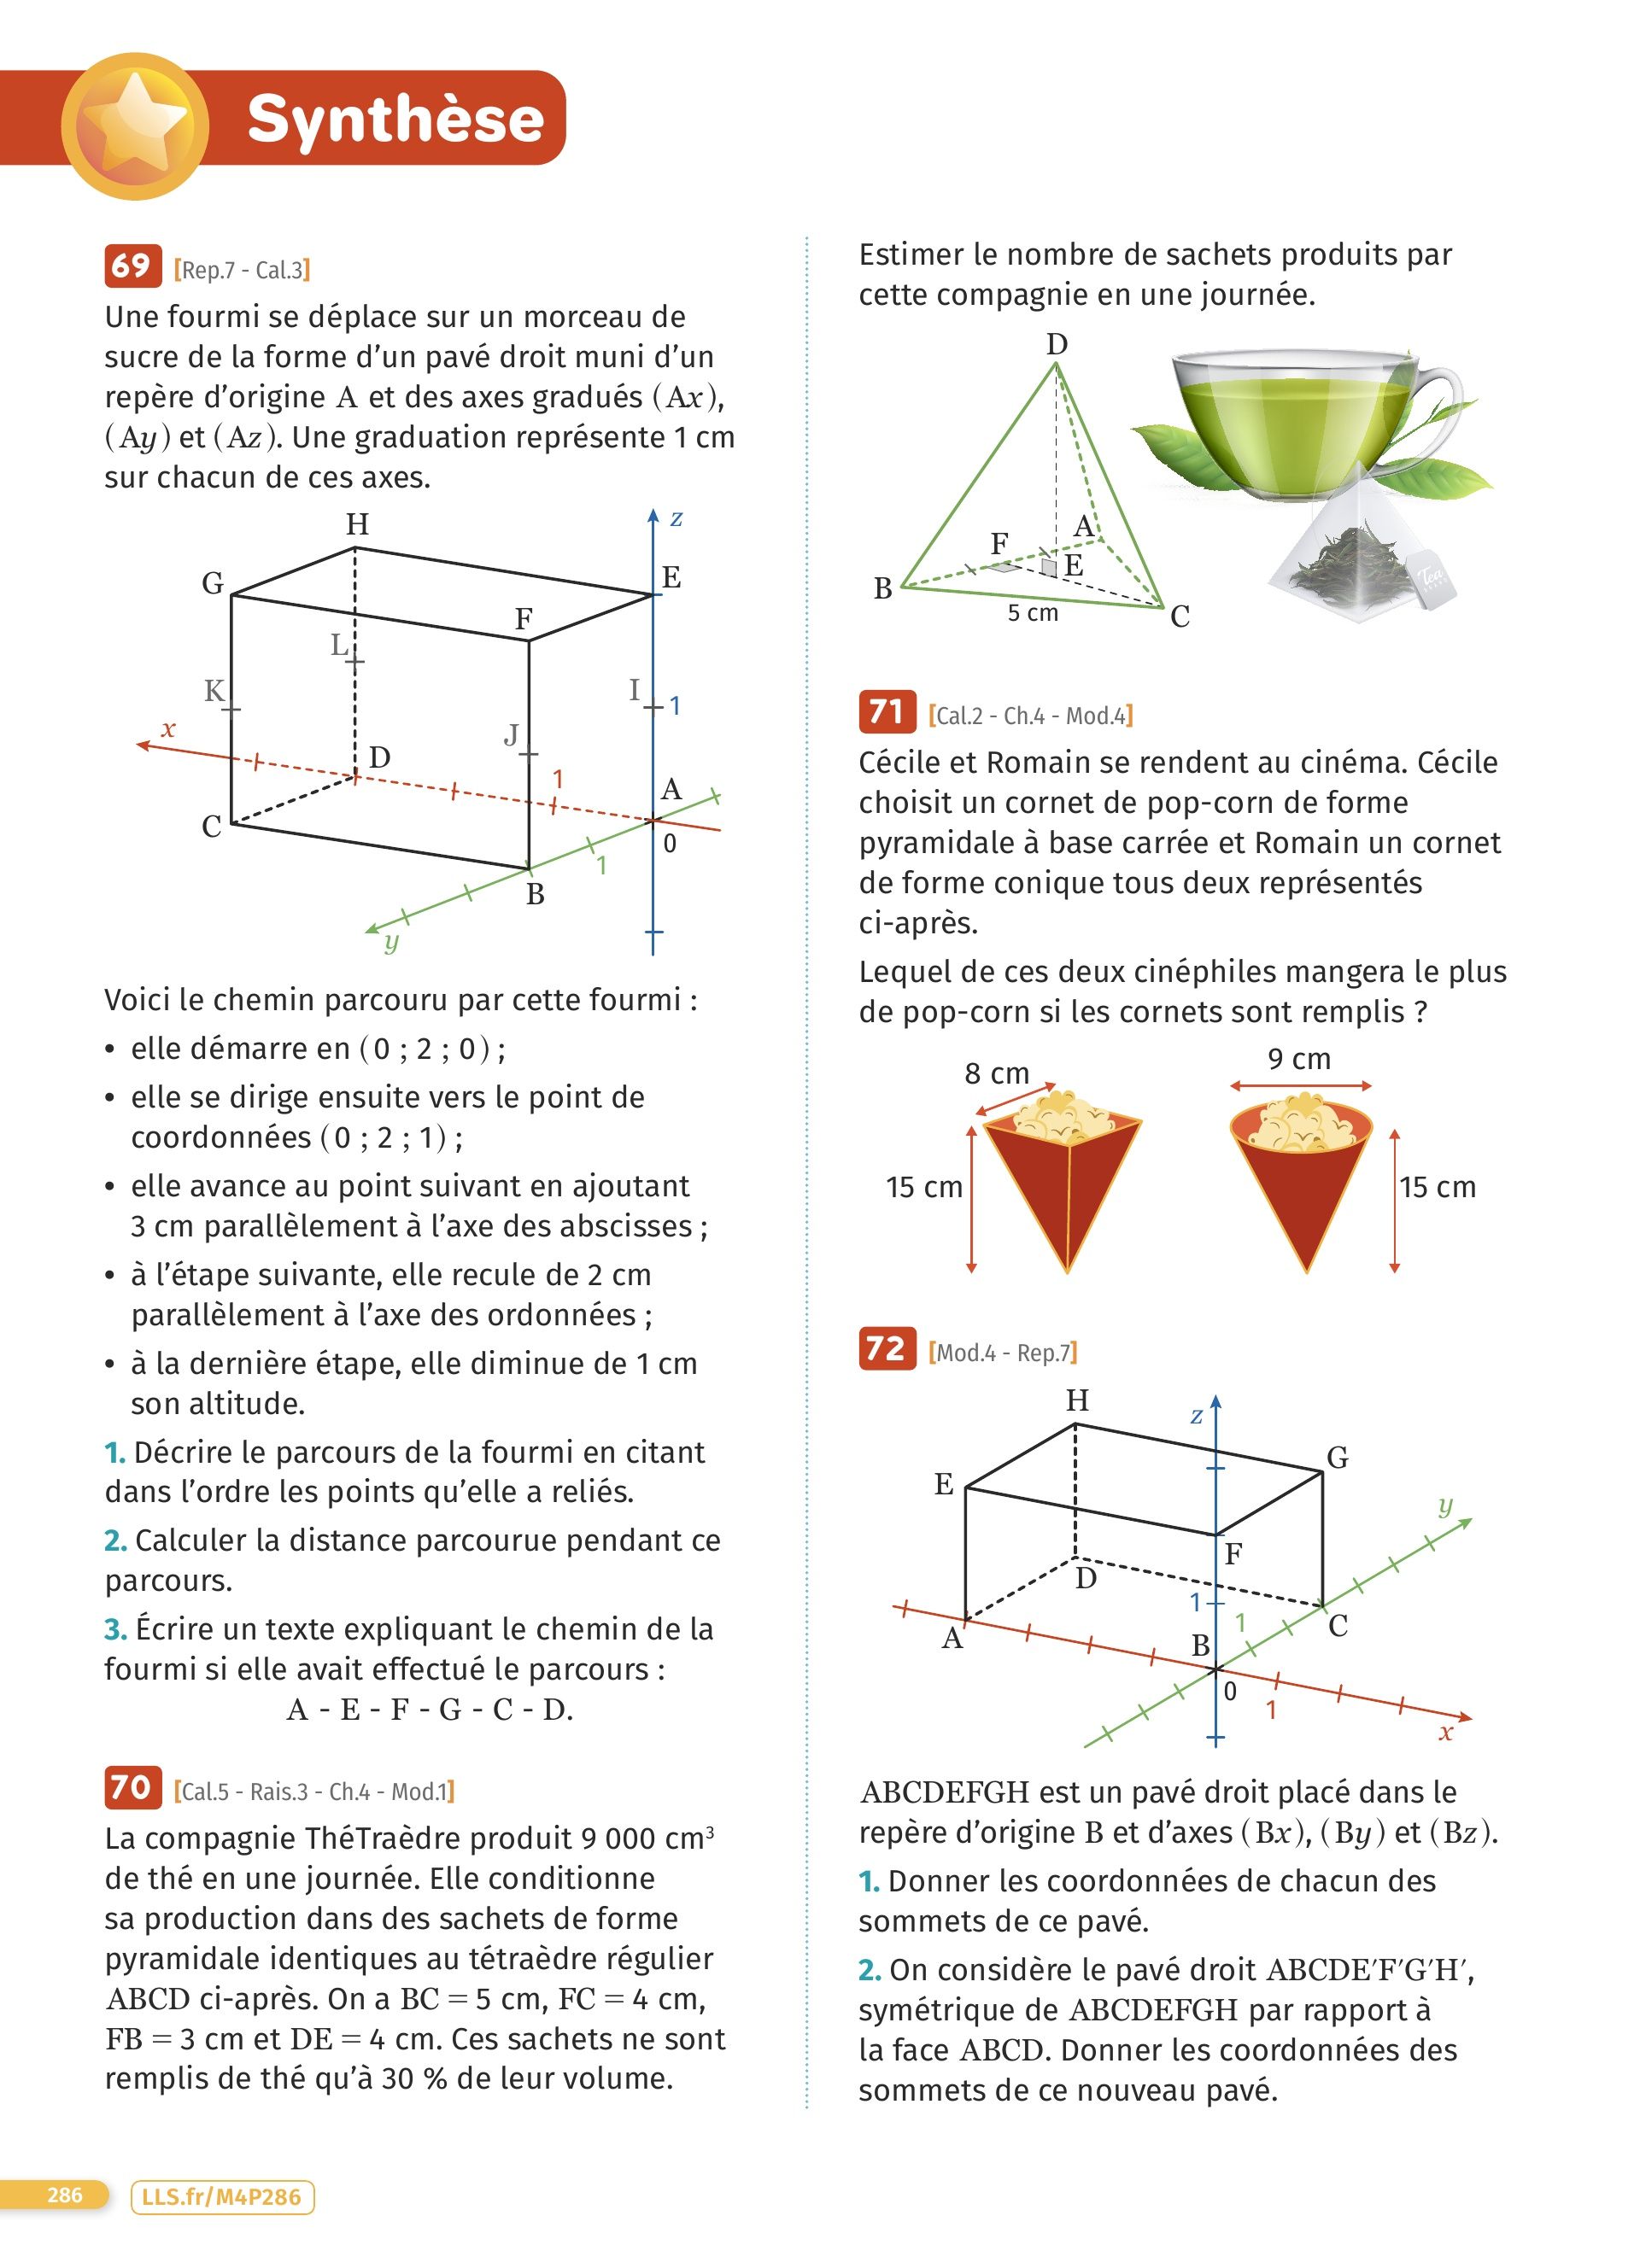 Synthèse
69 [Rep.7 - Cal.3]
Une fourmi se déplace sur un morceau de
sucre de la forme d’un pavé droit muni d’un
repère d’origine A et des axes gradués (Ax),
(Ay) et (Az). Une graduation représente 1 cm
sur chacun de ces axes.
H
z
G
E
F
L
K
I
1
x
J
D
1
A
C
0
1
B
y
Voici le chemin parcouru par cette fourmi :
• elle démarre en (0 ; 2 ; 0) ;
• elle se dirige ensuite vers le point de
coordonnées (0 ; 2 ; 1) ;
• elle avance au point suivant en ajoutant
3 cm parallèlement à l’axe des abscisses ;
• à l’étape suivante, elle recule de 2 cm
parallèlement à l’axe des ordonnées ;
• à la dernière étape, elle diminue de 1 cm
son altitude.
1. Décrire le parcours de la fourmi en citant
dans l’ordre les points qu’elle a reliés.
2. Calculer la distance parcourue pendant ce
parcours.
3. Écrire un texte expliquant le chemin de la
fourmi si elle avait effectué le parcours :
A - E - F - G - C - D.
70 [Cal.5 - Rais.3 - Ch.4 - Mod.1]
La compagnie ThéTraèdre produit 9 000 cm³
de thé en une journée. Elle conditionne
sa production dans des sachets de forme
pyramidale identiques au tétraèdre régulier
ABCD ci-après. On a BC = 5 cm, FC = 4 cm,
FB = 3 cm et DE = 4 cm. Ces sachets ne sont
remplis de thé qu’à 30 % de leur volume.
Estimer le nombre de sachets produits par
cette compagnie en une journée.
D
A
F
E
B
5 cm
C
Tea
71 [Cal.2 - Ch.4 - Mod.4]
Cécile et Romain se rendent au cinéma. Cécile
choisit un cornet de pop-corn de forme
pyramidale à base carrée et Romain un cornet
de forme conique tous deux représentés
ci-après.
Lequel de ces deux cinéphiles mangera le plus
de pop-corn si les cornets sont remplis ?
8 cm
9 cm
15 cm
15 cm
72 [Mod.4 - Rep.7]
H
z
G
E
y
F
D
1
1
C
A
B
0
1
x
ABCDEFGH est un pavé droit placé dans le
repère d’origine B et d’axes (Bx), (By) et (Bz).
1. Donner les coordonnées de chacun des
sommets de ce pavé.
2. On considère le pavé droit ABCDE′F′G′H′,
symétrique de ABCDEFGH par rapport à
la face ABCD. Donner les coordonnées des
sommets de ce nouveau pavé.
286
LLS.fr/M4P286